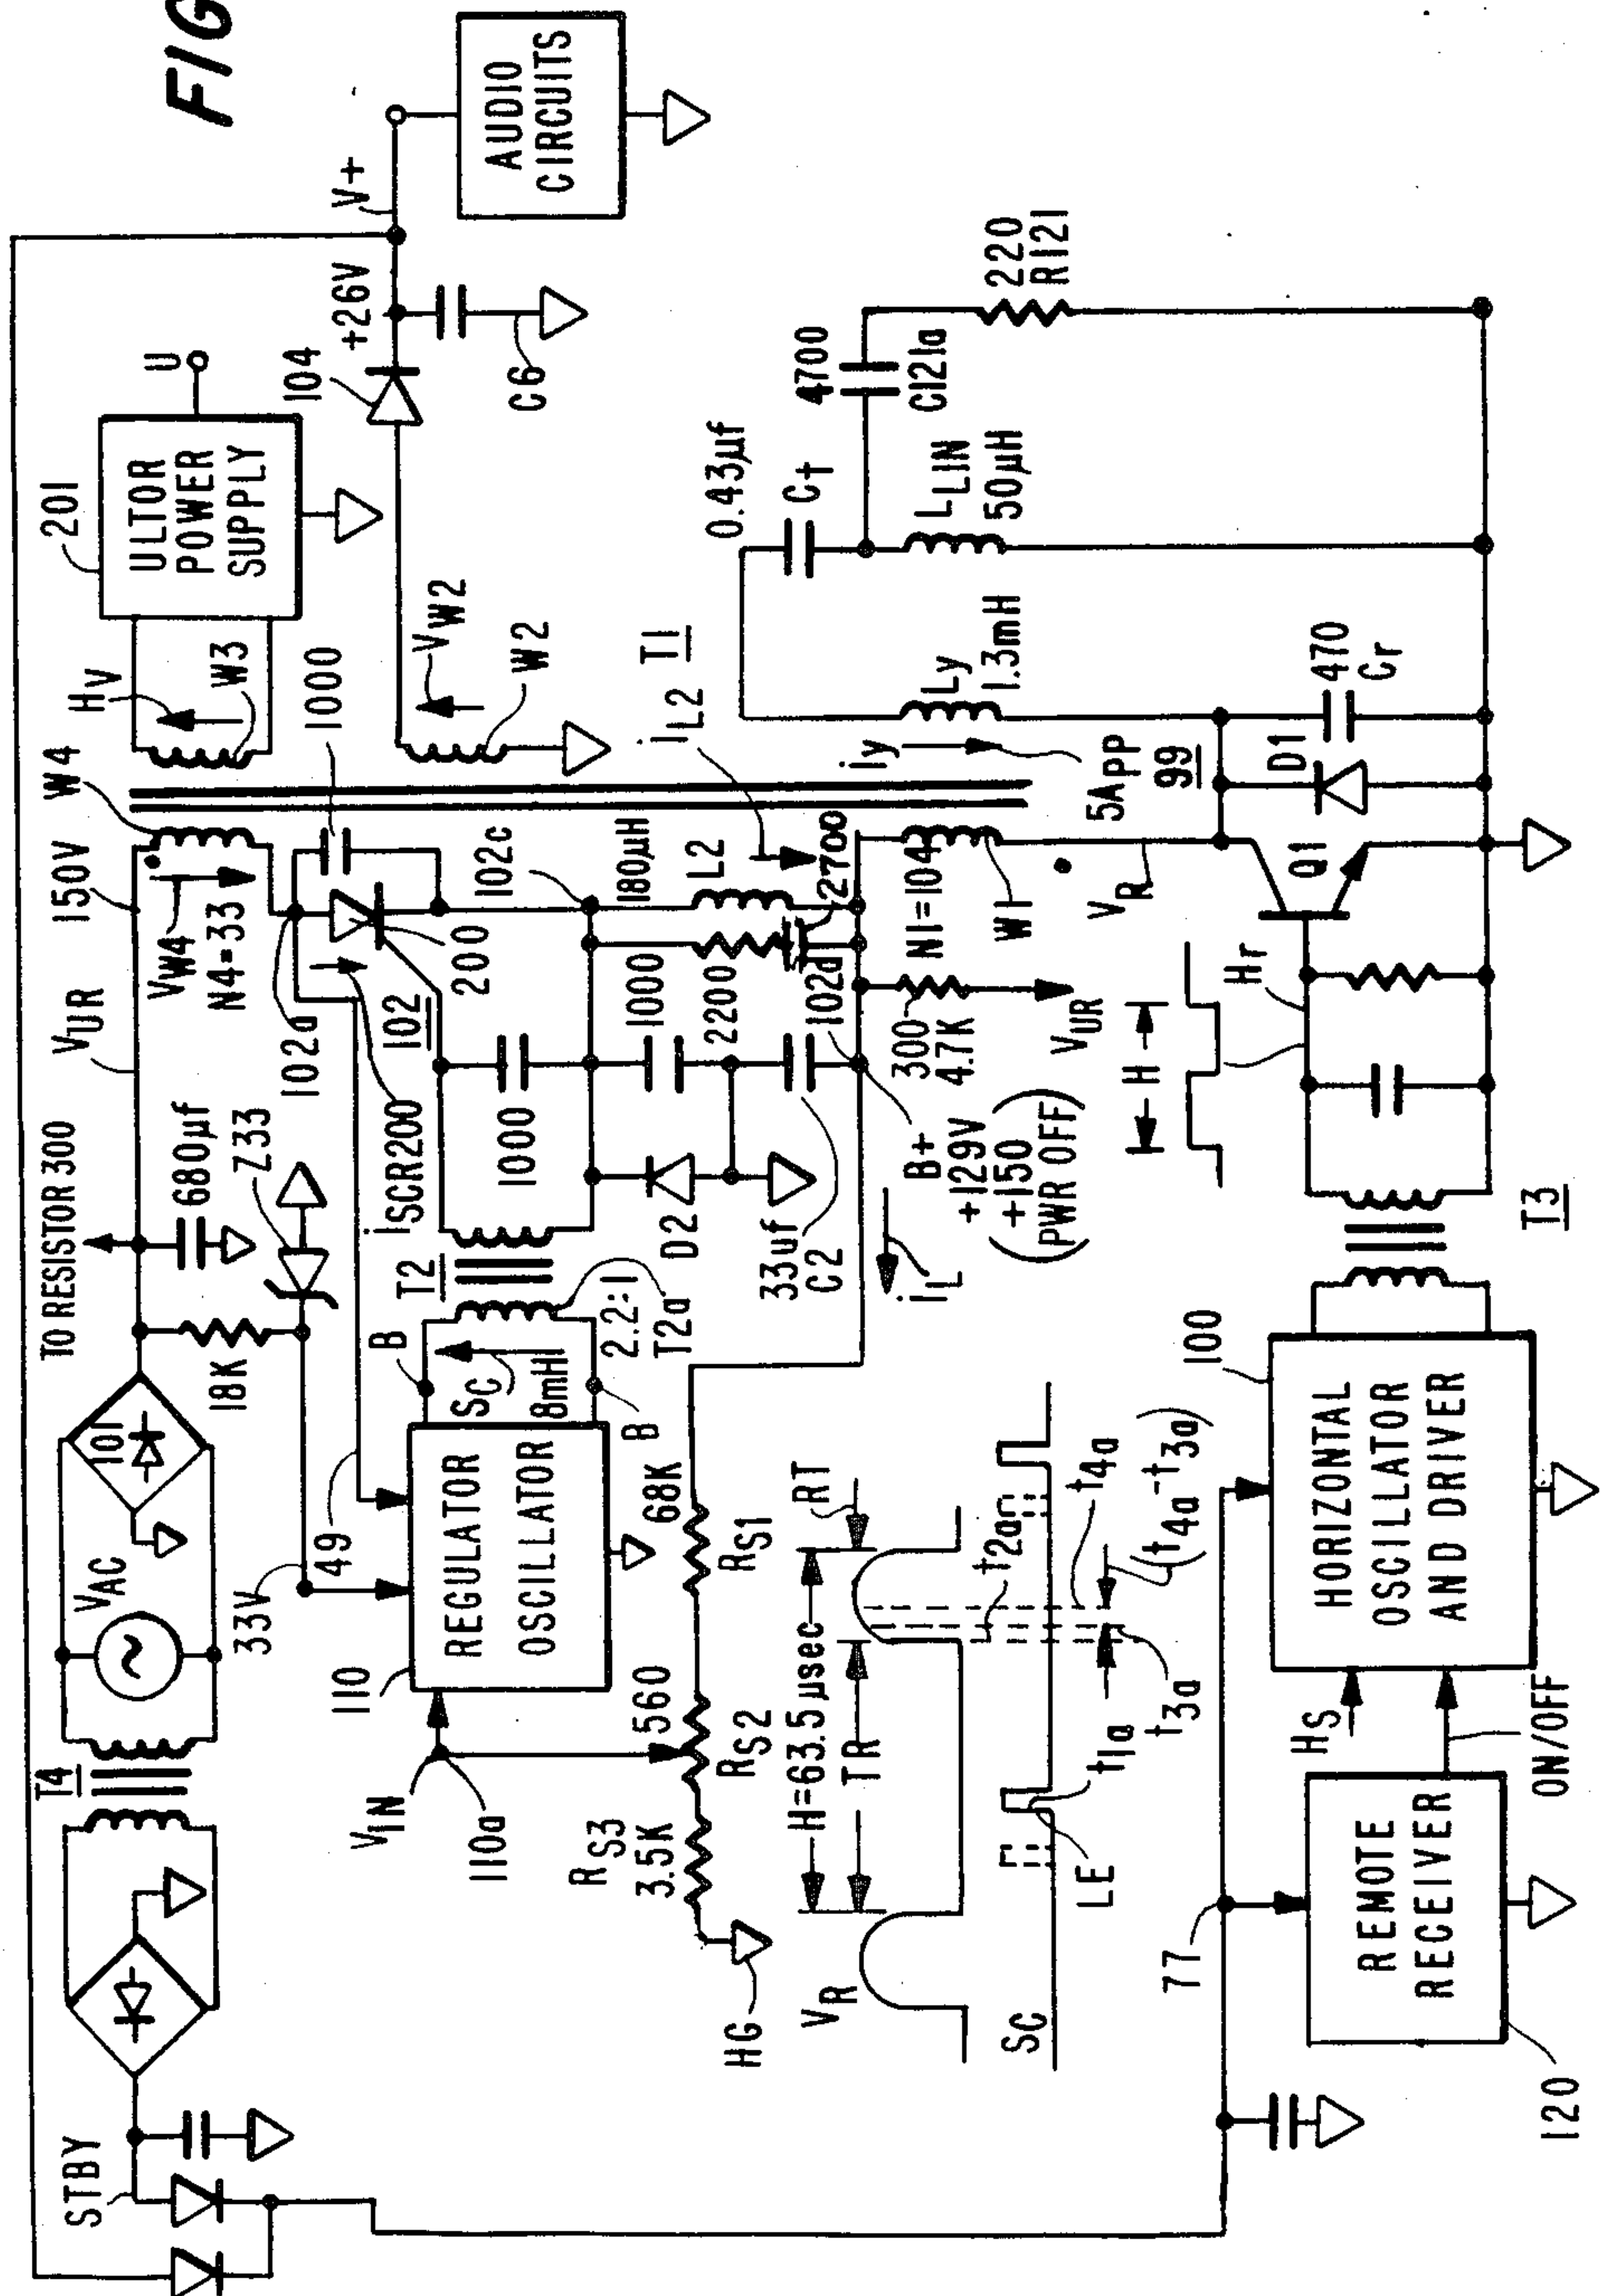 FIG
STBY
T4
VAC
101
TO RESISTOR 300
680µf
Z33
18K
33V
49
VUR
150V
VW4
N4=33
W4
HV
W3
201
ULTOR
POWER
SUPPLY
U
104
+26V
C6
V+
AUDIO
CIRCUITS
VW2
W2
1000
102a
iSCR200
102
200
102c
180µH
L2
iL2
T1
VIN
110a
110
REGULATOR
OSCILLATOR
B
SC
8mH
B
T2
2.2:1
T2a
1000
D2
33uf
C2
1000
2200
102d
2700
N1=104
W1
300
4.7K
VUR
B+
+129V
+150
(PWR OFF)
iL
HG
RS3
3.5K
RS2
560
RS1
68K
VR
H=63.5µsec
TR
RT
SC
LE
t1a
t2a
t3a
t4a
(t4a-t3a)
0.43µf
Ct
4700
C121a
220
R121
LLIN
50µH
Ly
1.3mH
iy
5APP
99
D1
470
Cr
VR
Q1
H
Hr
T3
100
HORIZONTAL
OSCILLATOR
AND DRIVER
HS
ON/OFF
77
REMOTE
RECEIVER
120